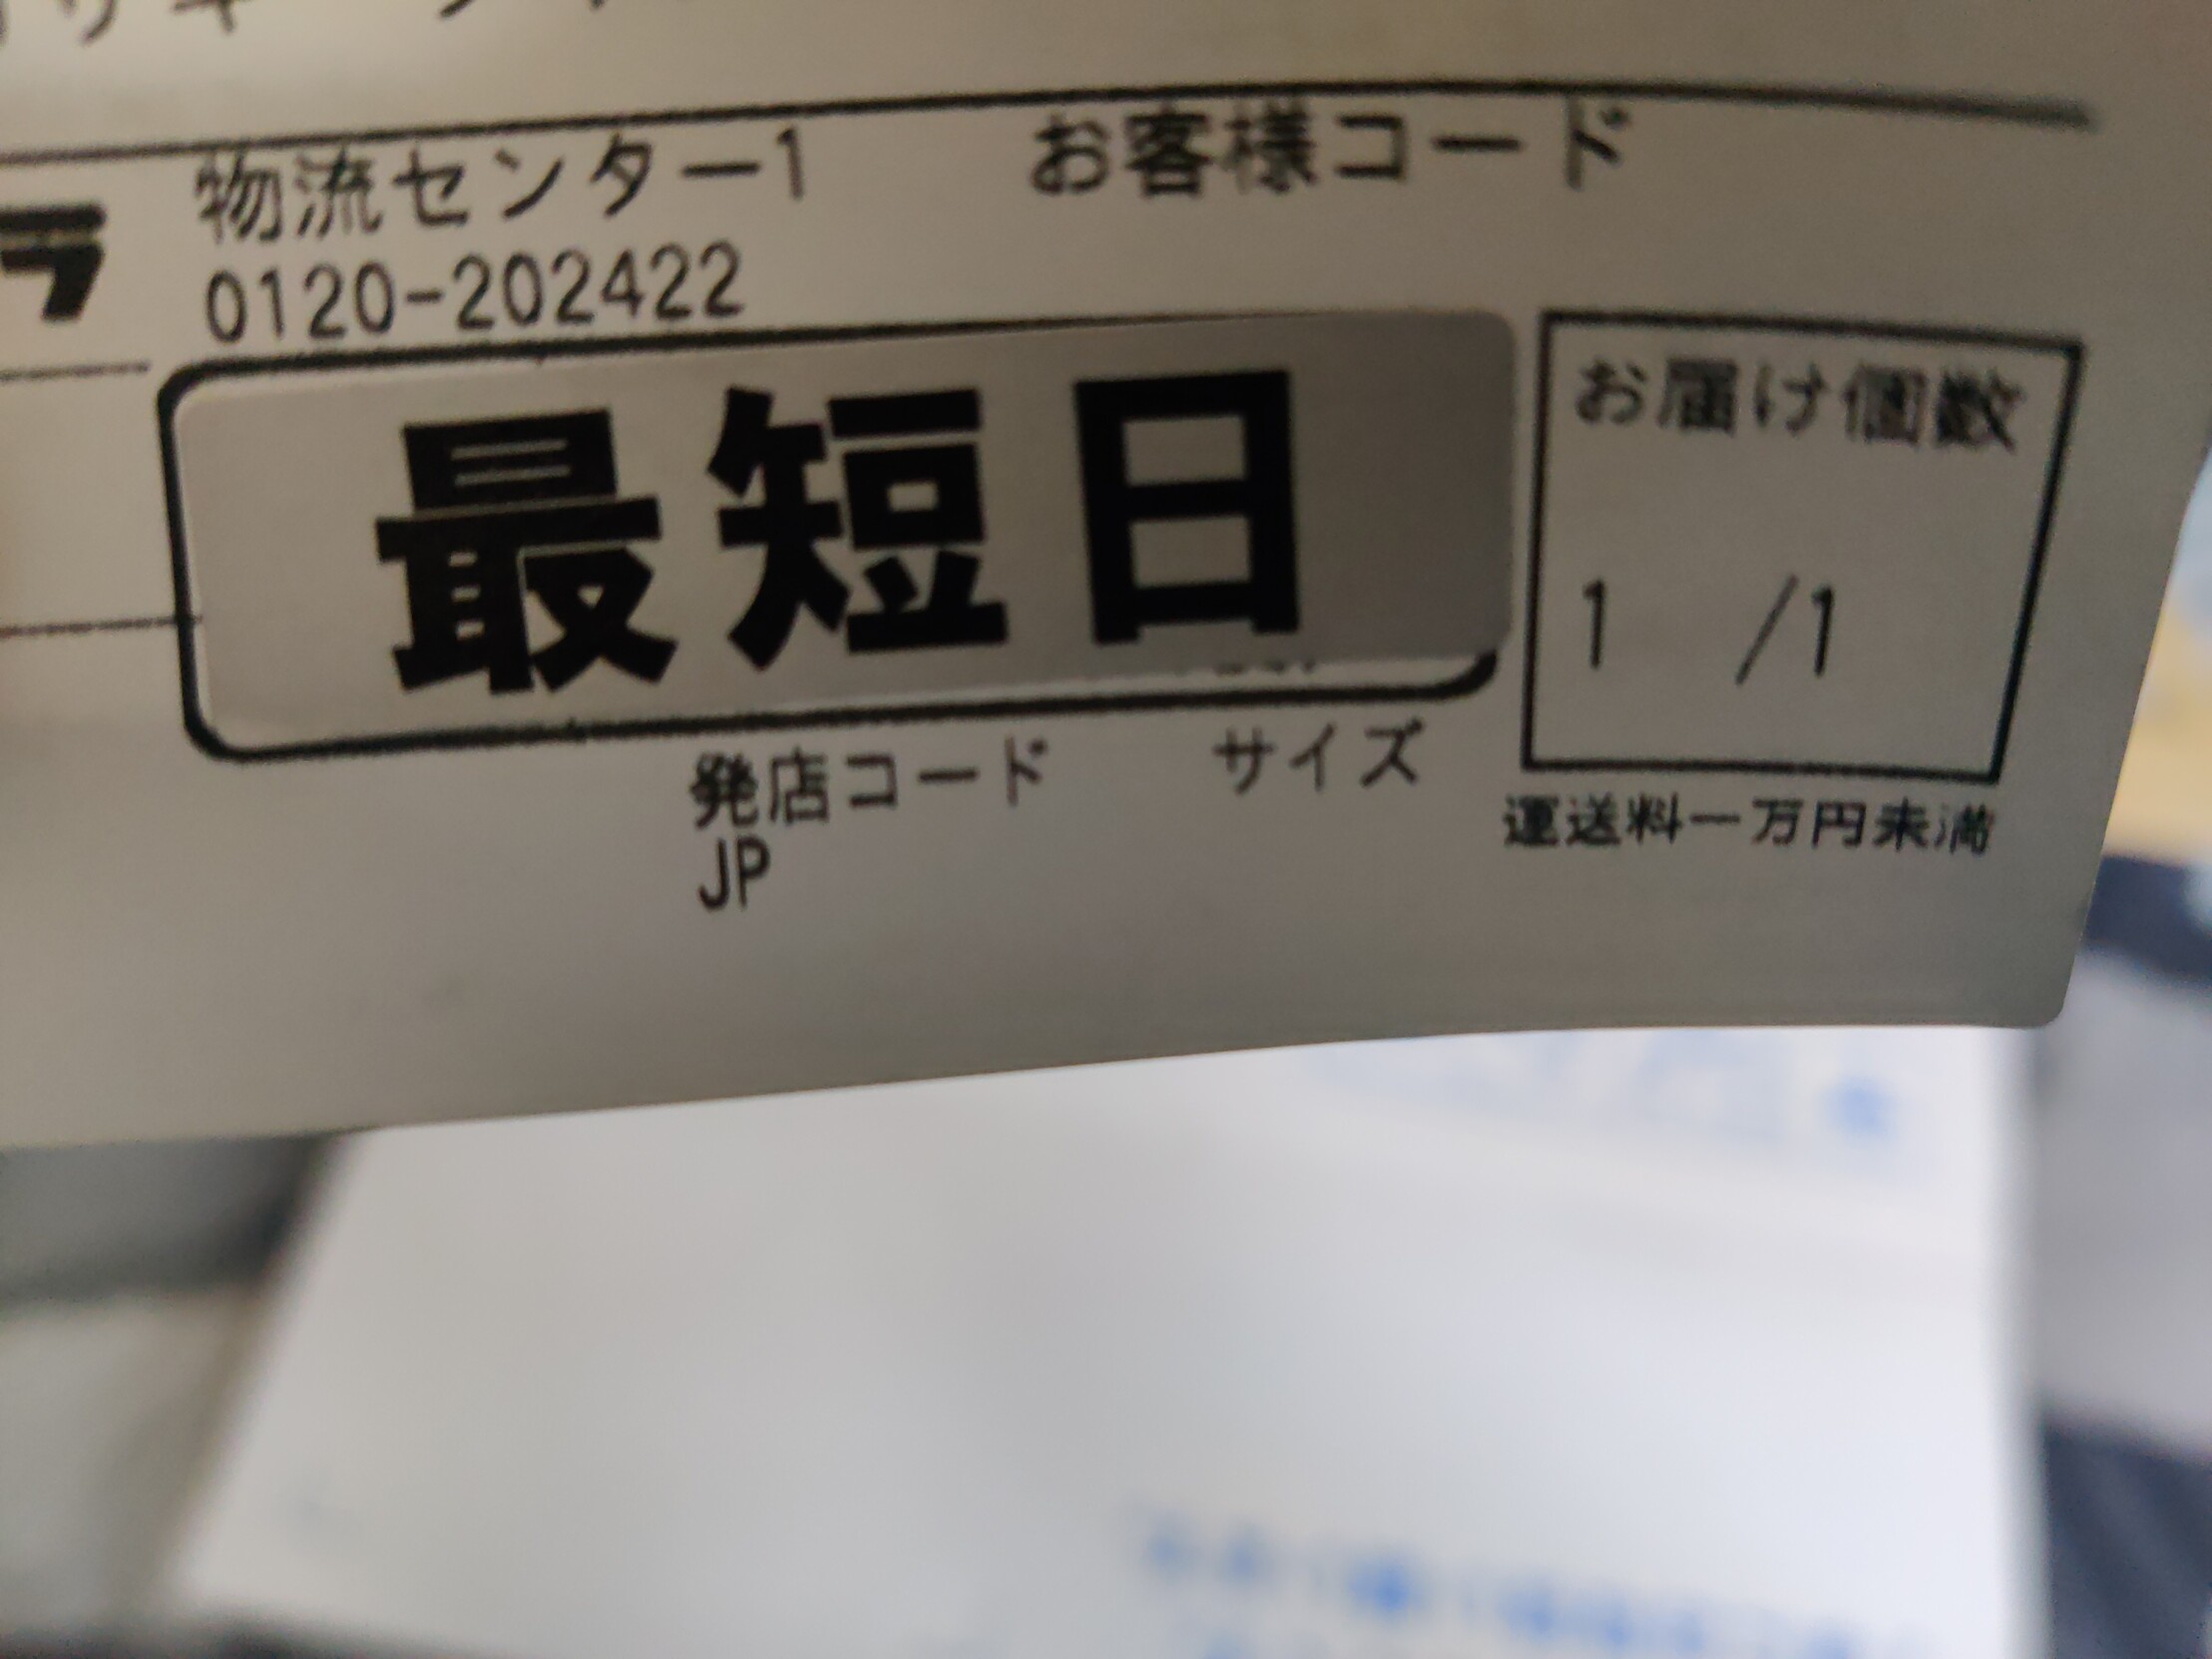 ラ
物流センター1
お客様コード
0120-202422
最短日
お届け個数
1 /1
発店コード
サイズ
JP
運送料一万円未満